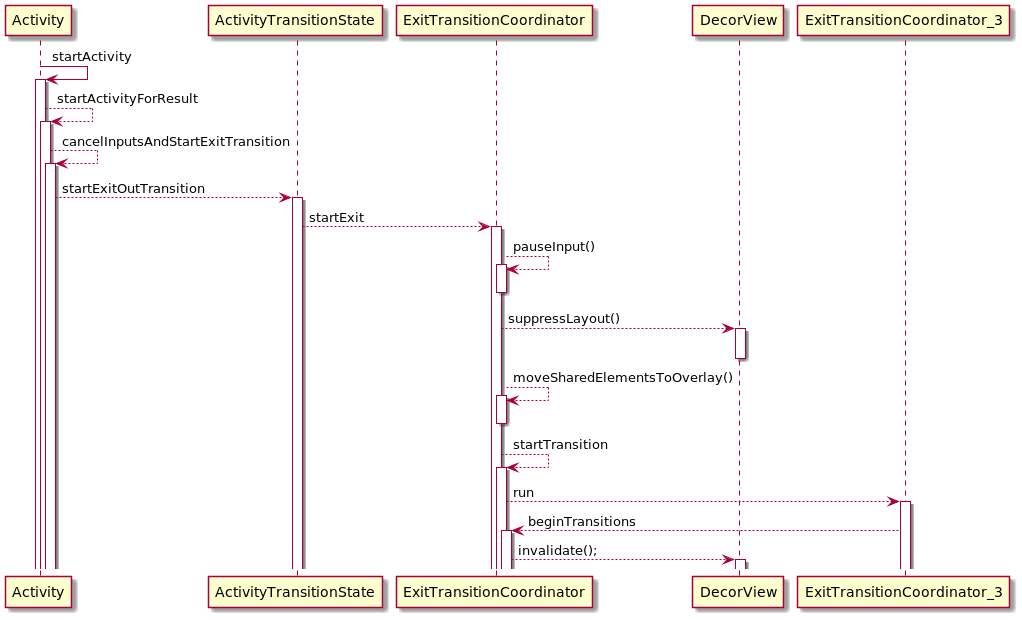 Activity
ActivityTransitionState
ExitTransitionCoordinator
DecorView
ExitTransitionCoordinator_3
startActivity
startActivityForResult
cancelInputsAndStartExitTransition
startExitOutTransition
startExit
pauseInput()
suppressLayout()
moveSharedElementsToOverlay()
startTransition
run
beginTransitions
invalidate();
Activity
ActivityTransitionState
ExitTransitionCoordinator
DecorView
ExitTransitionCoordinator_3